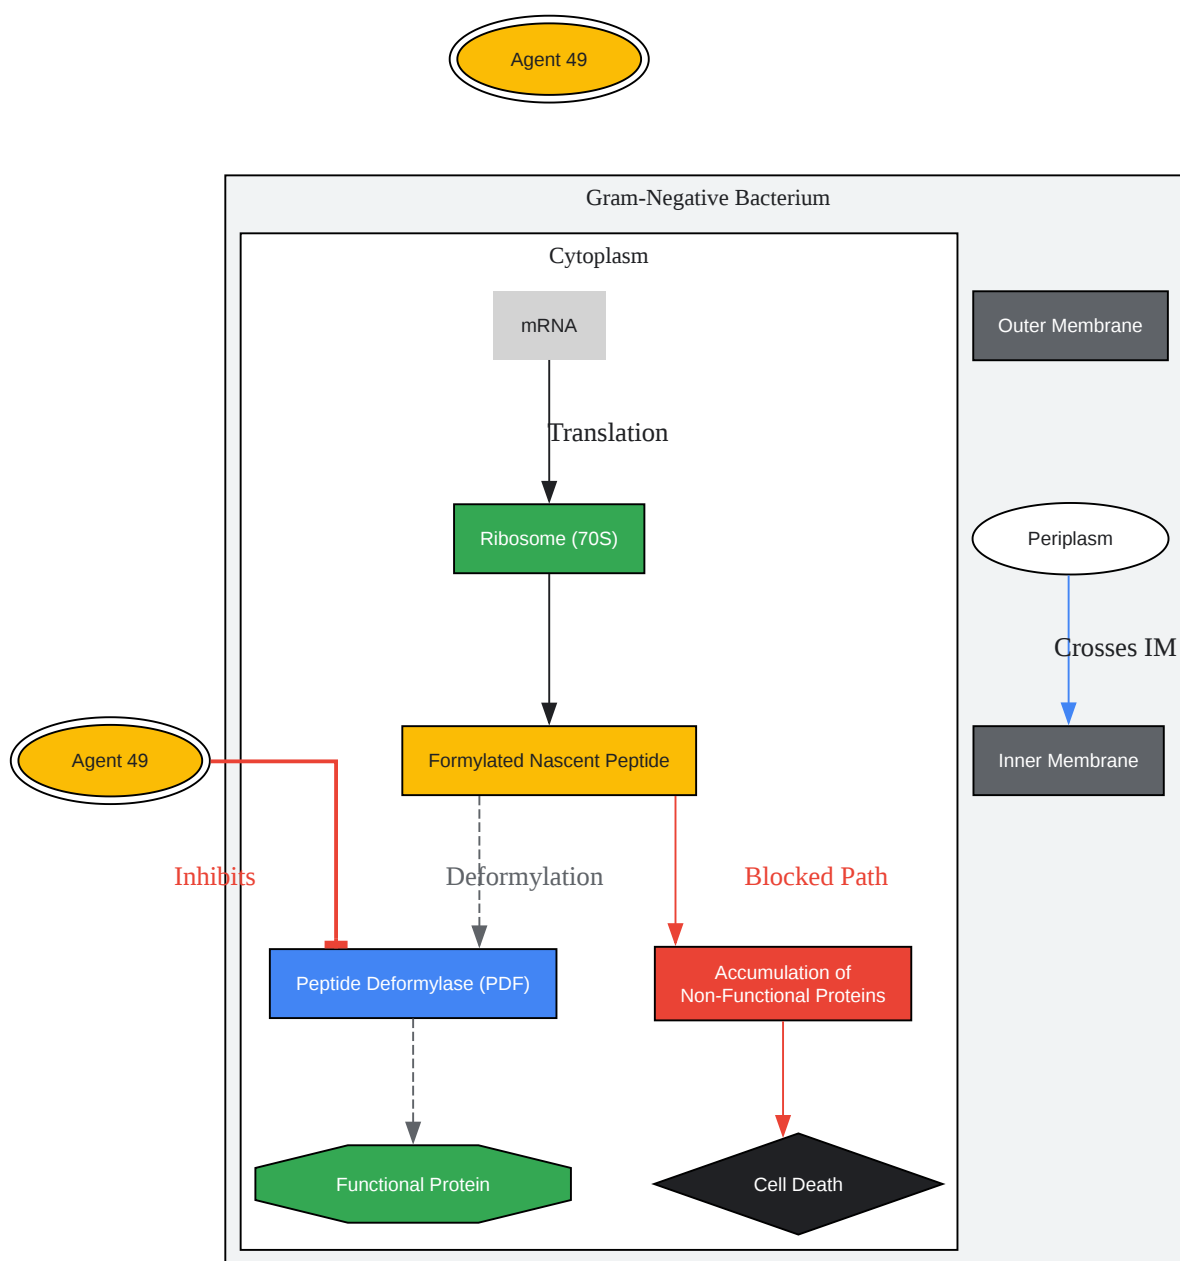 Agent 49
Gram-Negative Bacterium
Cytoplasm
mRNA
Outer Membrane
Translation
Ribosome (70S)
Periplasm
Crosses IM
Agent 49
Formylated Nascent Peptide
Inner Membrane
Inhibits
Deformylation
Blocked Path
Peptide Deformylase (PDF)
Accumulation of
Non-Functional Proteins
Functional Protein
Cell Death